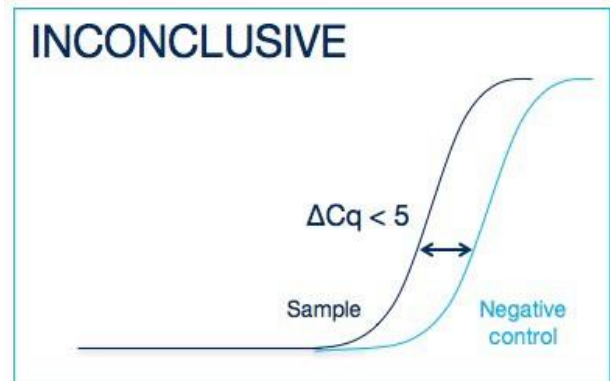 INCONCLUSIVE
ΔCq < 5
Sample
Negative
control